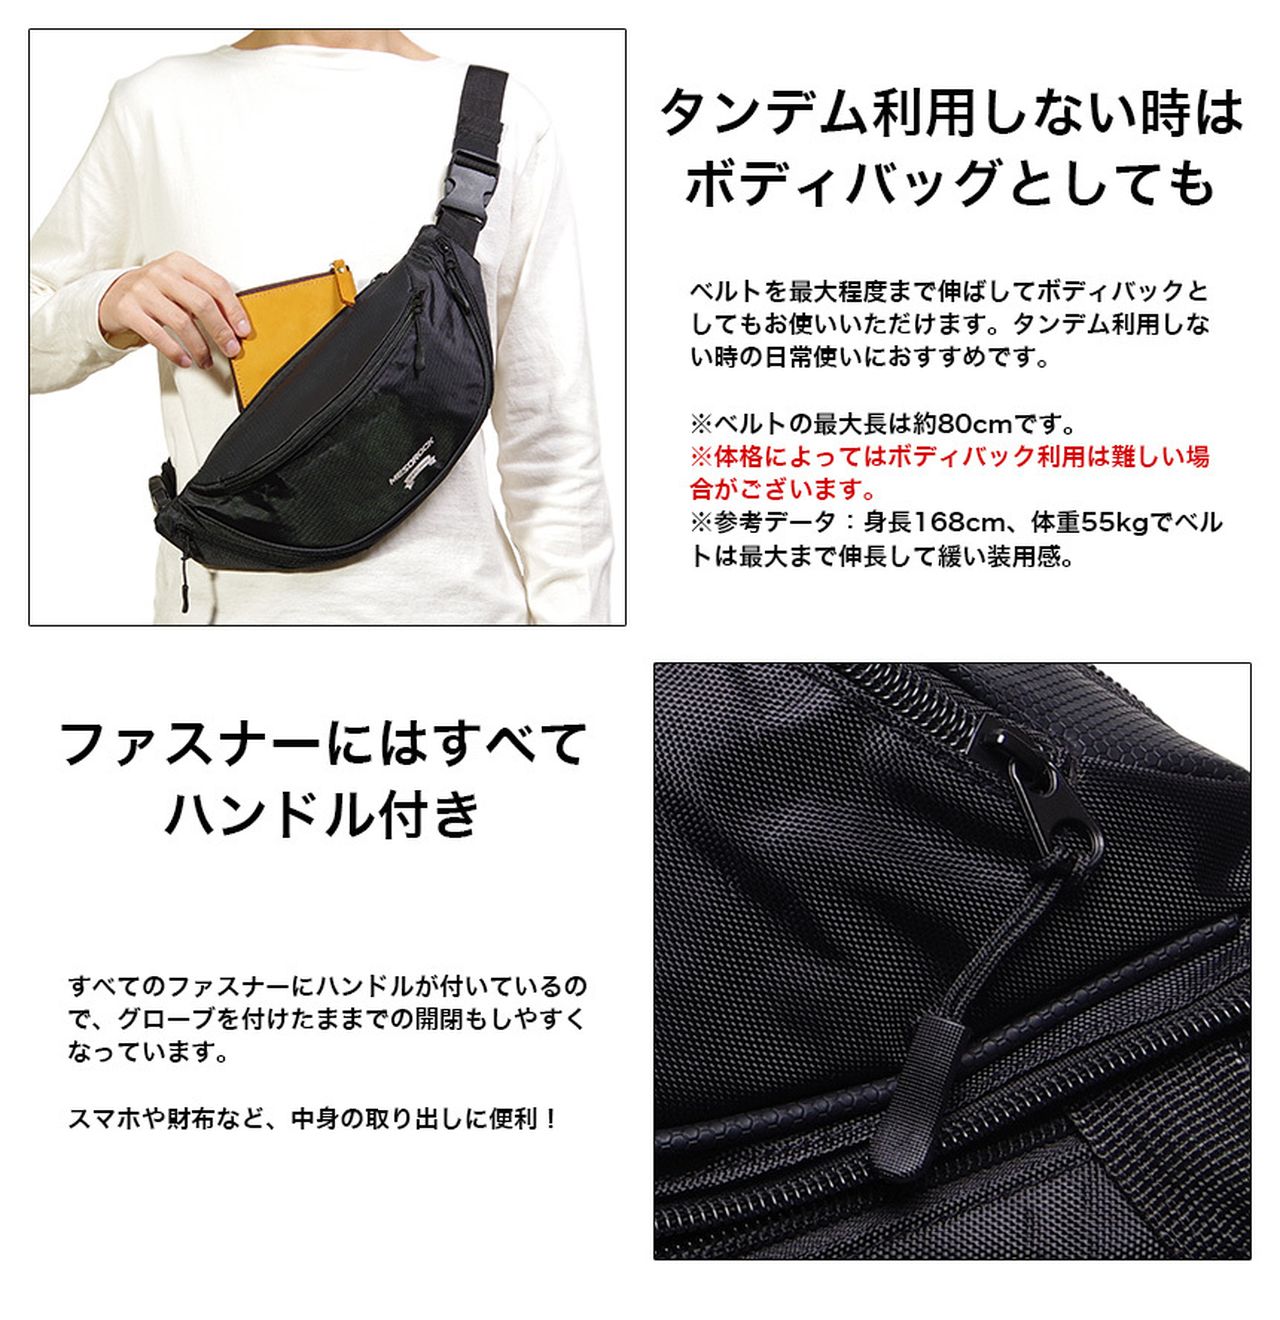 タンデム利用しない時は
ボディバッグとしても
ベルトを最大程度まで伸ばしてボディバックと
してもお使いいただけます。タンデム利用しな
い時の日常使いにおすすめです。
※ベルトの最大長は約80cmです。
※体格によってはボディバック利用は難しい場
合がございます。
※参考データ：身長168cm、体重55kgでベル
トは最大まで伸長して緩い装用感。
MESDROCK
ファスナーにはすべて
ハンドル付き
すべてのファスナーにハンドルが付いているの
で、グローブを付けたままでの開閉もしやすく
なっています。
スマホや財布など、中身の取り出しに便利！